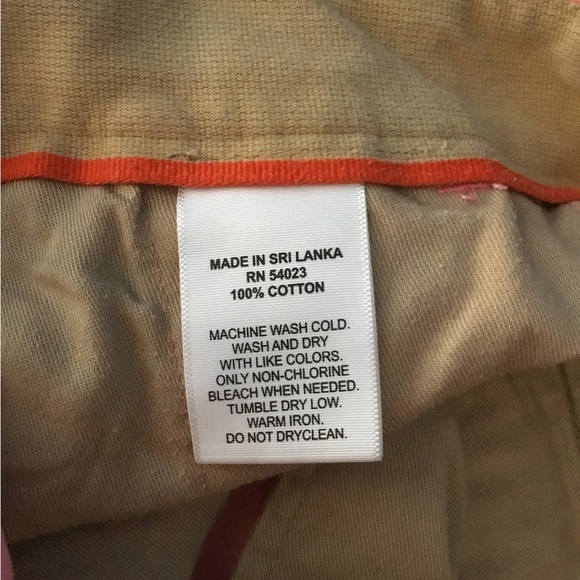 MADE IN SRI LANKA
RN 54023
100% COTTON
MACHINE WASH COLD.
WASH AND DRY
WITH LIKE COLORS.
ONLY NON-CHLORINE
BLEACH WHEN NEEDED.
TUMBLE DRY LOW.
WARM IRON.
DO NOT DRYCLEAN.